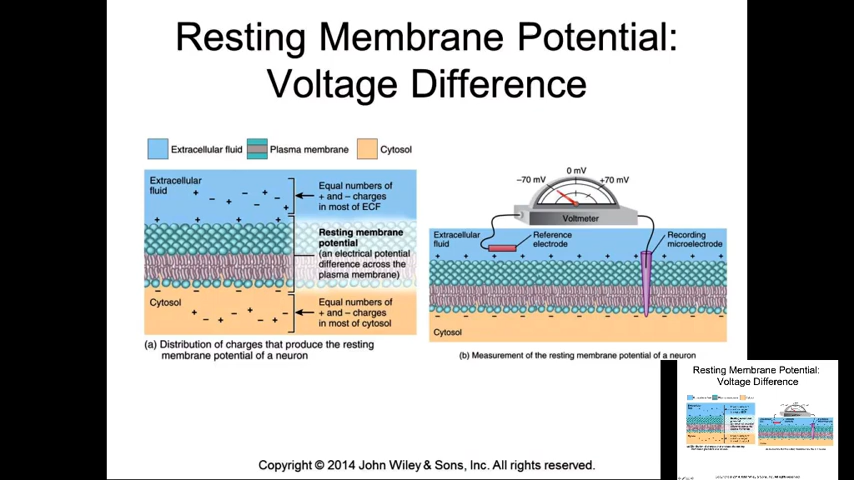 Resting Membrane Potential:
Voltage Difference
Extracellular fluid
Plasma membrane
Cytosol
Extracellular
fluid
Equal numbers of
+ and – charges
in most of ECF
Resting membrane
potential
(an electrical potential
difference across the
plasma membrane)
Cytosol
Equal numbers of
+ and – charges
in most of cytosol
(a) Distribution of charges that produce the resting
membrane potential of a neuron
0 mV
–70 mV
+70 mV
Voltmeter
Extracellular
fluid
Reference
electrode
Recording
microelectrode
Cytosol
(b) Measurement of the resting membrane potential of a neuron
Resting Membrane Potential:
Voltage Difference
Copyright © 2014 John Wiley & Sons, Inc. All rights reserved.